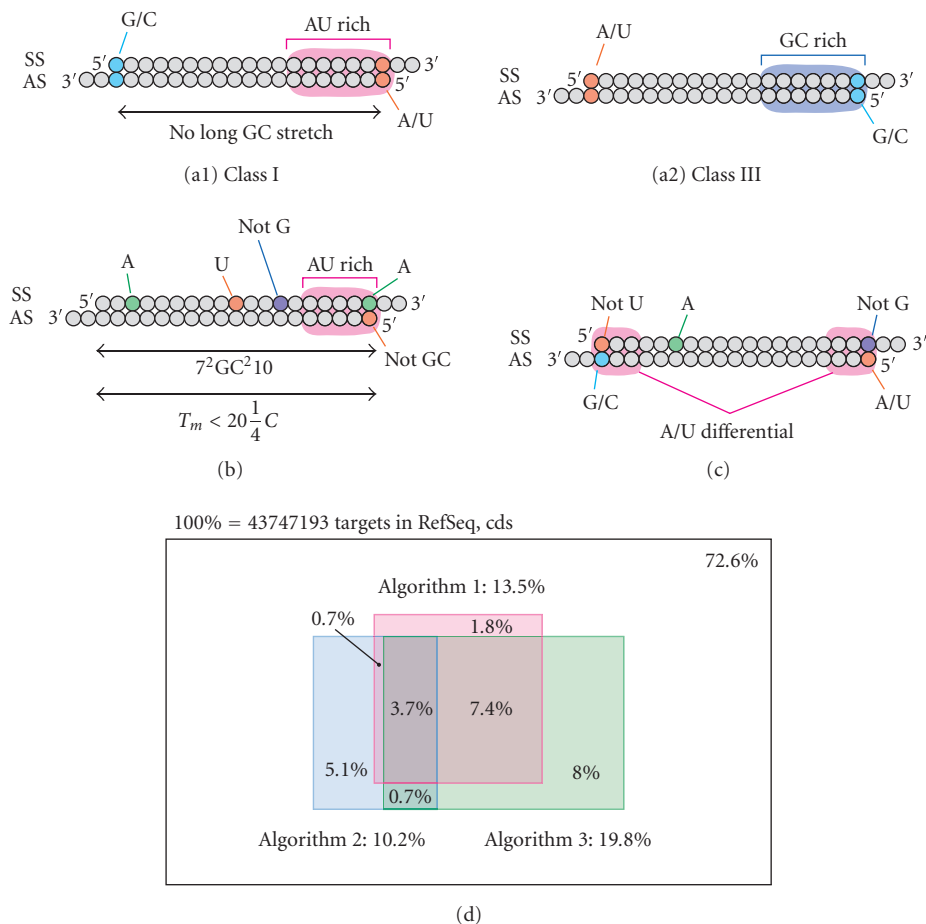 G/C
AU rich
SS 5′ 3′
AS 3′ 5′
A/U
No long GC stretch
(a1) Class I
A/U
GC rich
SS 5′ 3′
AS 3′ 5′
G/C
(a2) Class III
Not G
A U AU rich A
SS 5′ 3′
AS 3′ 5′
Not GC
7²GC²10
T_m < 20 1/4 C
(b)
Not U A Not G
SS 5′ 3′
AS 3′ 5′
G/C A/U
A/U differential
(c)
100% = 43747193 targets in RefSeq, cds
72.6%
Algorithm 1: 13.5%
0.7% 1.8%
3.7% 7.4%
5.1% 8%
0.7%
Algorithm 2: 10.2% Algorithm 3: 19.8%
(d)